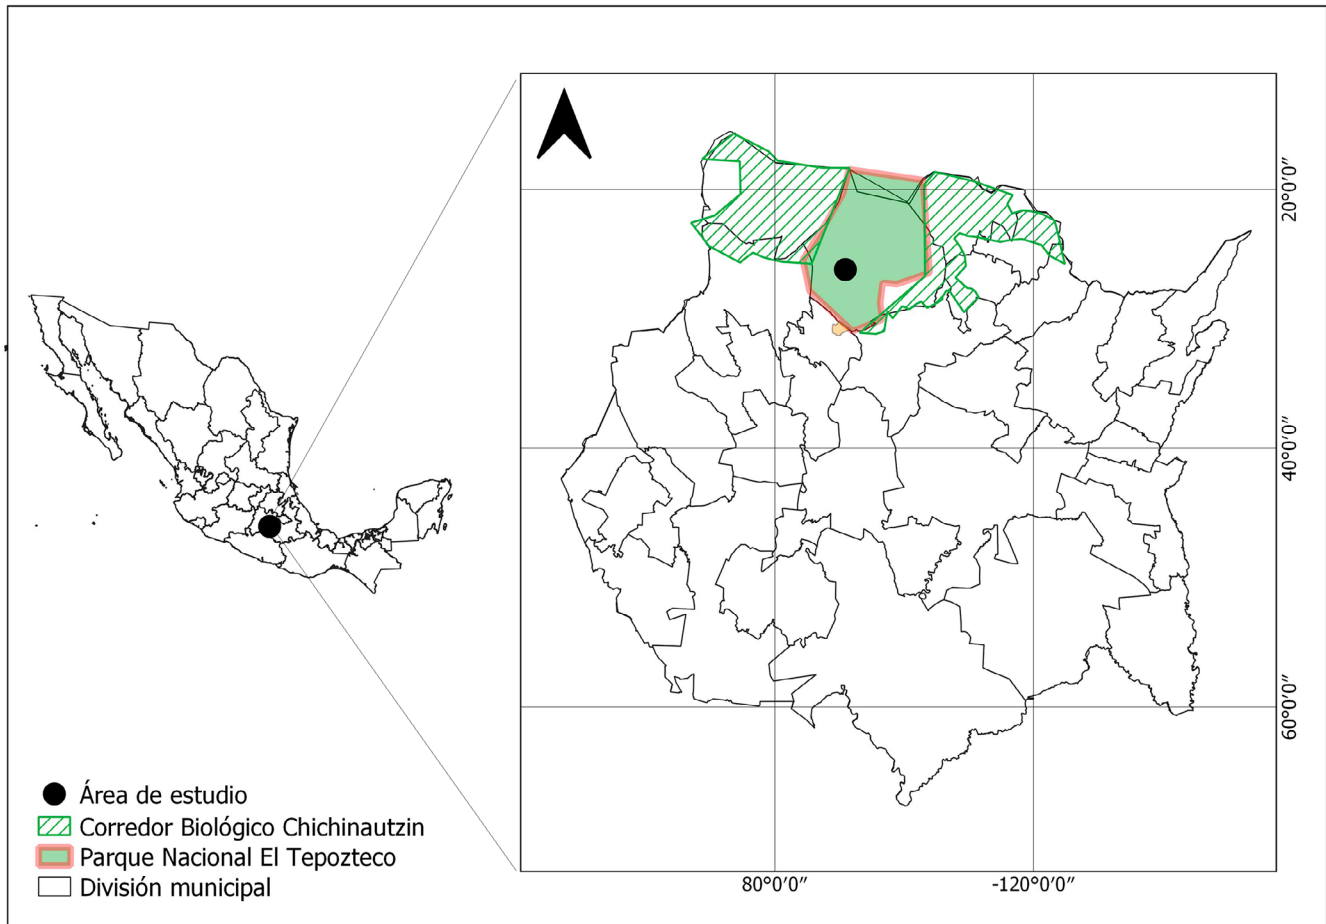 20°0′0″
40°0′0″
60°0′0″
80°0′0″
-120°0′0″
Área de estudio
Corredor Biológico Chichinautzin
Parque Nacional El Tepozteco
División municipal